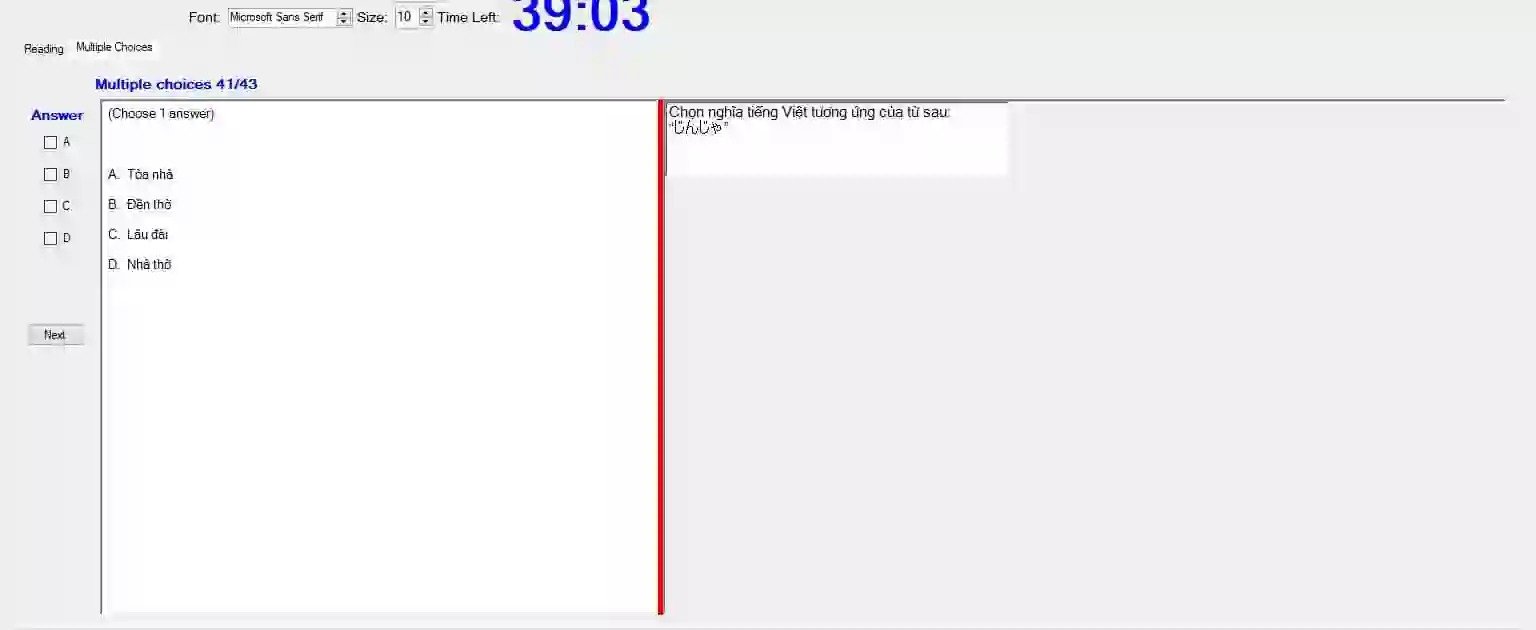 Font: Microsoft Sans Serif Size: 10 Time Left: 39:03
Reading Multiple Choices
Multiple choices 41/43
Answer
A
B
C
D
Next
(Choose 1 answer)
A. Tòa nhà
B. Đền thờ
C. Lâu đài
D. Nhà thờ
Chọn nghĩa tiếng Việt tương ứng của từ sau:
"じんじゃ"